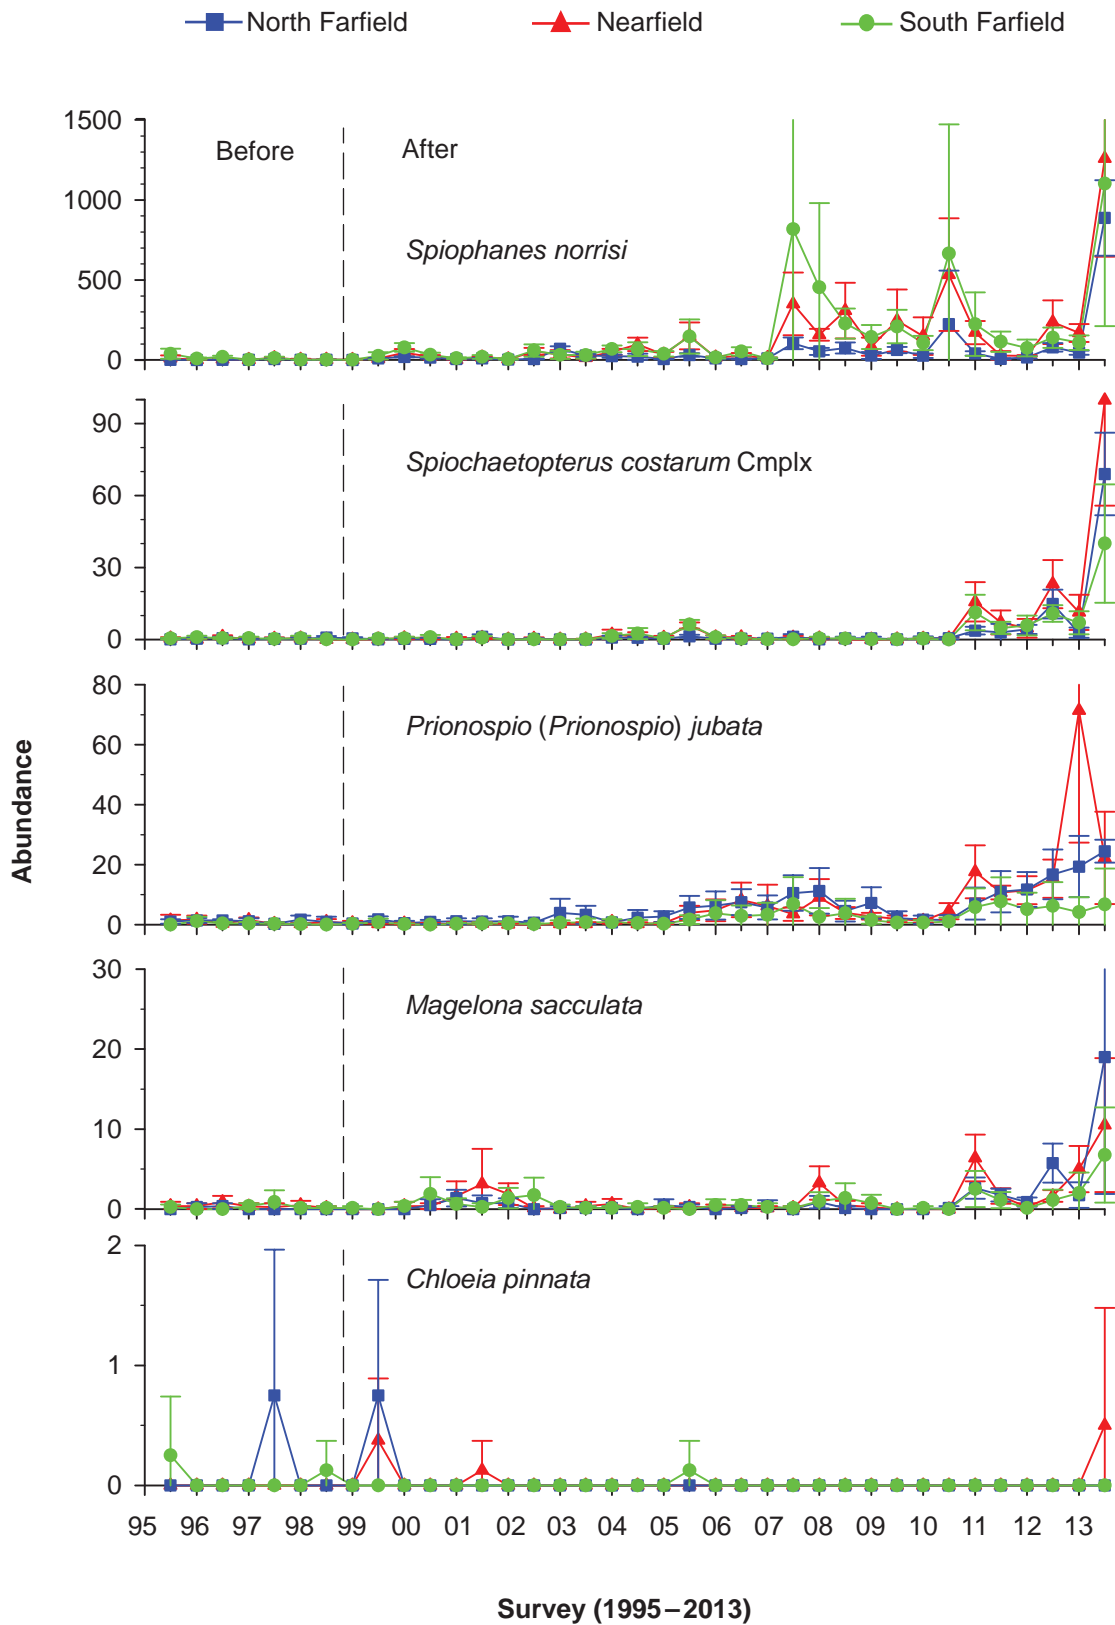 North Farfield Nearfield South Farfield
1500
Before After
1000
Spiophanes norrisi
500
0
90
Spiochaetopterus costarum Cmplx
60
30
0
80
Prionospio (Prionospio) jubata
60
40
20
0
30
Magelona sacculata
20
10
0
2
Chloeia pinnata
1
0
Abundance
95 96 97 98 99 00 01 02 03 04 05 06 07 08 09 10 11 12 13
Survey (1995–2013)